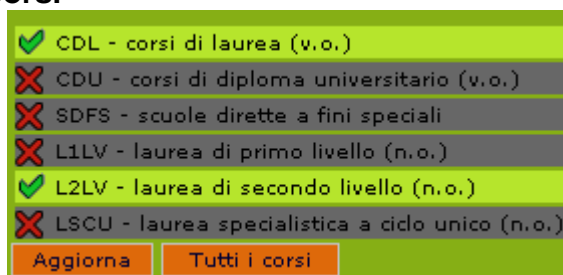 CDL - corsi di laurea (v.o.)
CDU - corsi di diploma universitario (v.o.)
SDFS - scuole dirette a fini speciali
L1LV - laurea di primo livello (n.o.)
L2LV - laurea di secondo livello (n.o.)
LSCU - laurea specialistica a ciclo unico (n.o.)
Aggiorna Tutti i corsi